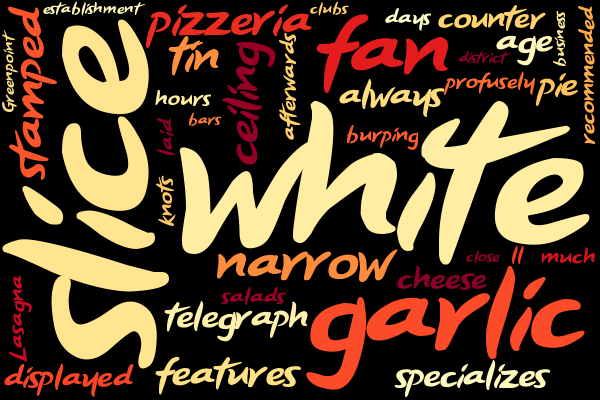 establishment
pizzeria
clubs
days
counter
age
business
recommended
Greenpoint
stamped
tin
ceiling
afterwards
fan
district
profusely
pie
hours
always
bars
laid
burping
slice
white
knots
narrow
close
ll
much
cheese
Lasagna
salads
telegraph
garlic
displayed
features
specializes